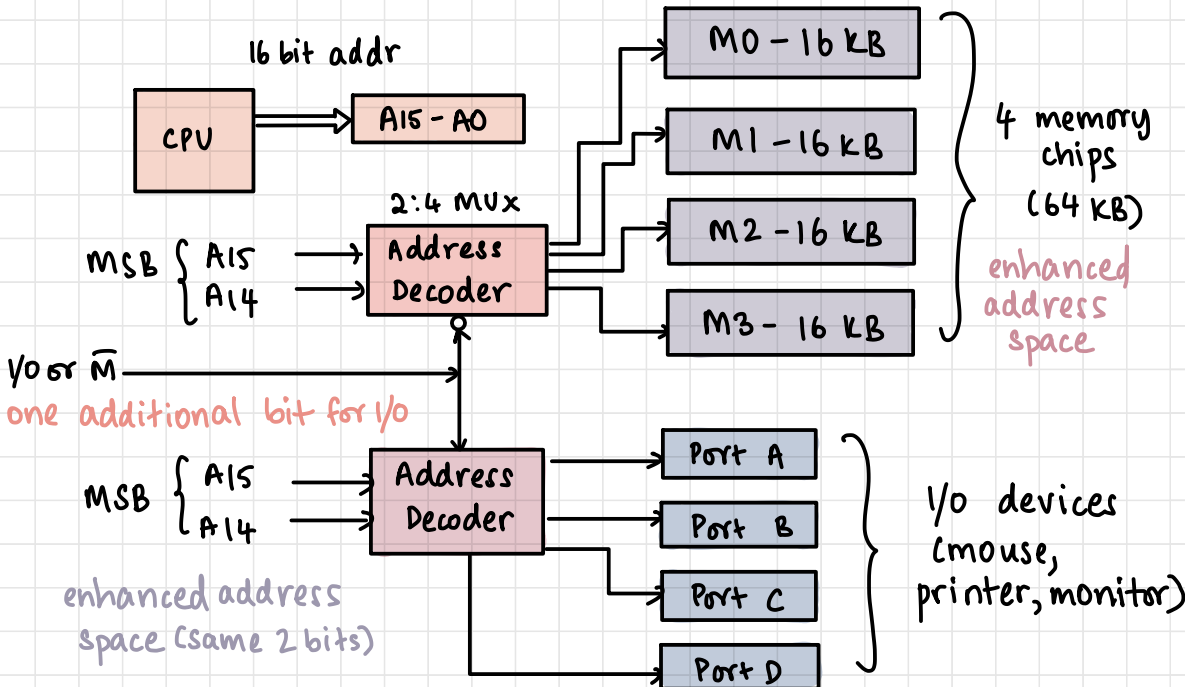 16 bit addr
CPU
A15 - A0
2:4 MUX
MSB
A15
A14
Address
Decoder
M0 - 16 KB
M1 - 16 KB
M2 - 16 KB
M3 - 16 KB
4 memory
chips
(64 KB)
enhanced
address
space
I/O or M̅
one additional bit for I/O
MSB
A15
A14
Address
Decoder
enhanced address
space (same 2 bits)
Port A
Port B
Port C
Port D
I/O devices
(mouse,
printer, monitor)